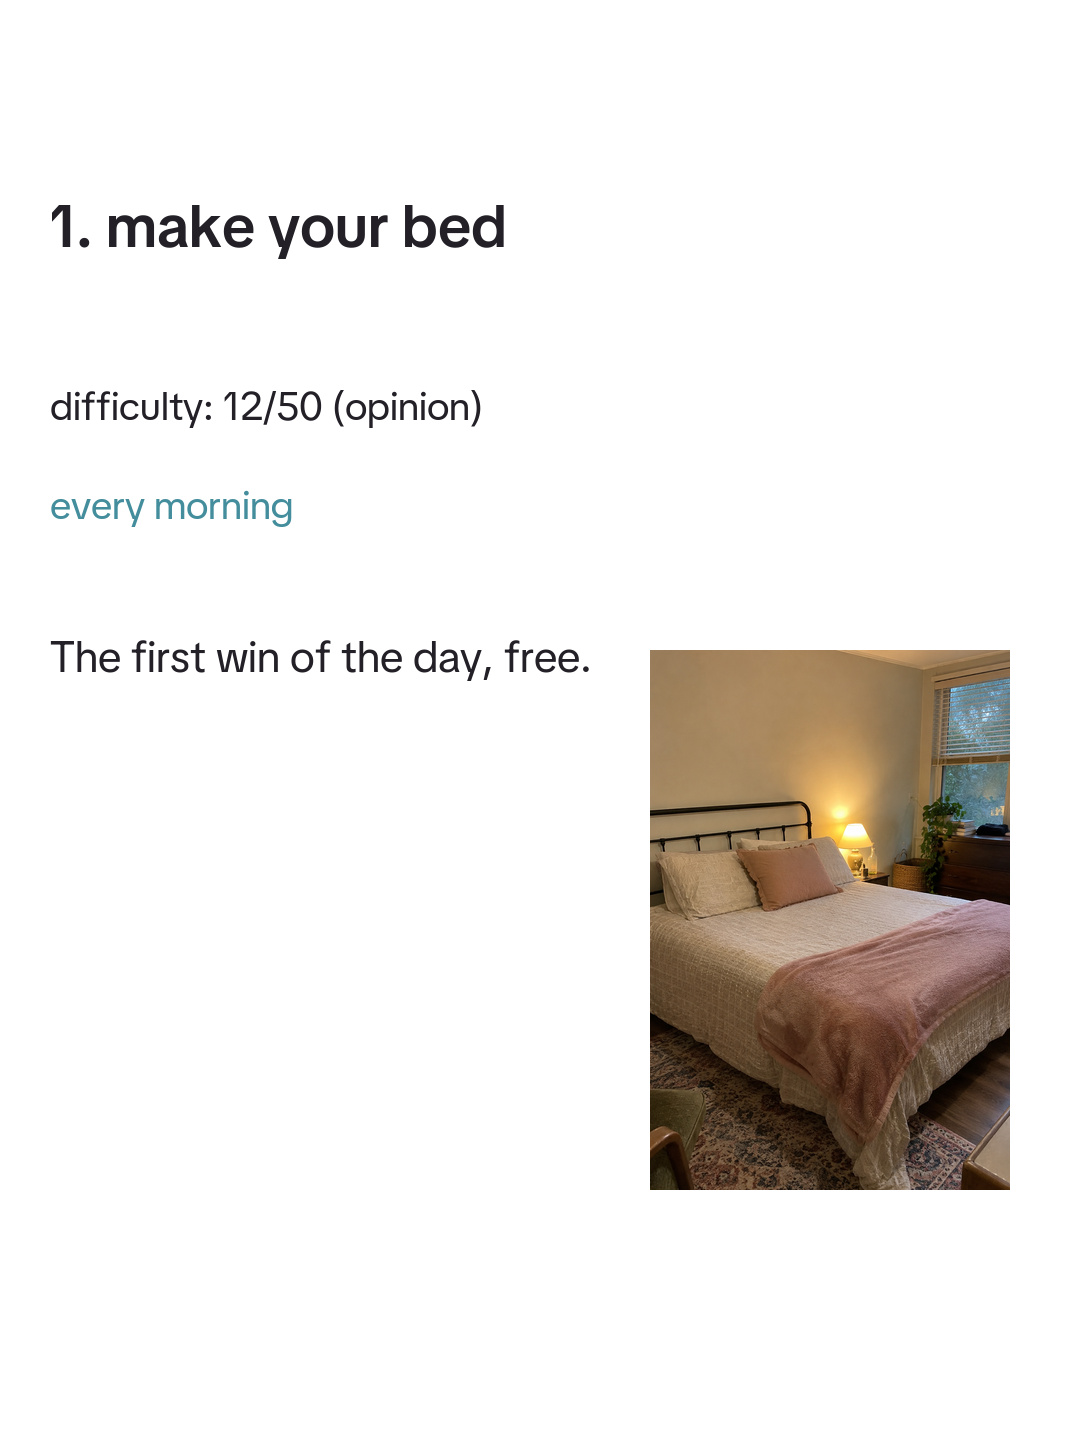 1. make your bed
difficulty: 12/50 (opinion)
every morning
The first win of the day, free.